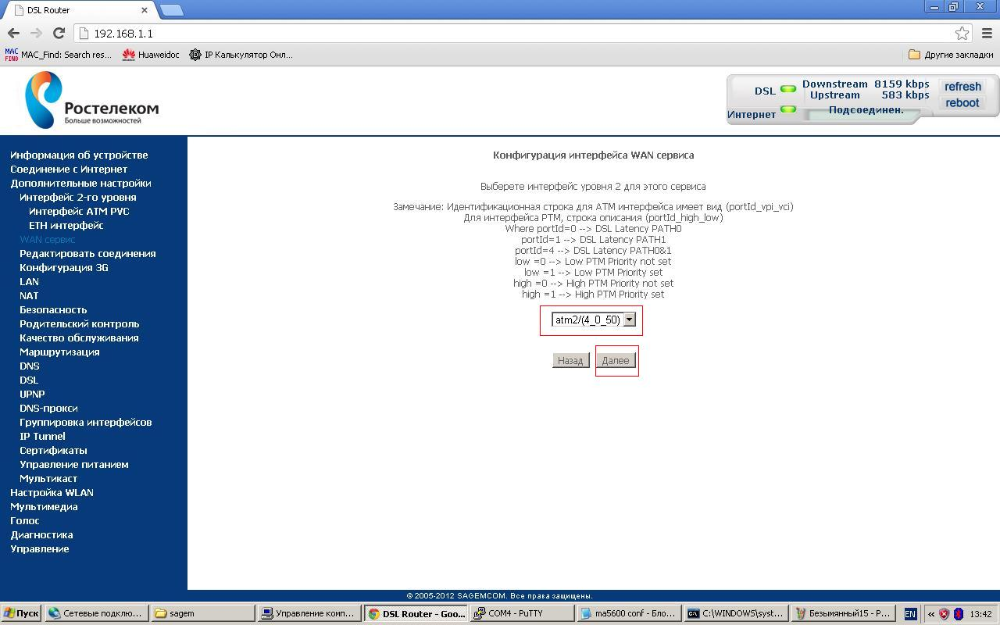 DSL Router
192.168.1.1
MAC FIND MAC_Find: Search res... Huaweidoc IP Калькулятор Онл... Другие закладки
Ростелеком
Больше возможностей
DSL Downstream 8159 kbps refresh
Upstream 583 kbps
Интернет Подсоединен. reboot
Информация об устройстве
Соединение с Интернет
Дополнительные настройки
Интерфейс 2-го уровня
Интерфейс ATM PVC
ETH интерфейс
WAN сервис
Редактировать соединения
Конфигурация 3G
LAN
NAT
Безопасность
Родительский контроль
Качество обслуживания
Маршрутизация
DNS
DSL
UPNP
DNS-прокси
Группировка интерфейсов
IP Tunnel
Сертификаты
Управление питанием
Мультикаст
Настройка WLAN
Мультимедиа
Голос
Диагностика
Управление
Конфигурация интерфейса WAN сервиса
Выберете интерфейс уровня 2 для этого сервиса
Замечание: Идентификационная строка для ATM интерфейса имеет вид (portId_vpi_vci)
Для интерфейса PTM, строка описания (portId_high_low)
Where portId=0 --> DSL Latency PATH0
portId=1 --> DSL Latency PATH1
portId=4 --> DSL Latency PATH0&1
low =0 --> Low PTM Priority not set
low =1 --> Low PTM Priority set
high =0 --> High PTM Priority not set
high =1 --> High PTM Priority set
atm2/(4_0_50)
Назад Далее
© 2005-2012 SAGEMCOM. Все права защищены.
Пуск Сетевые подклю... sagem Управление комп... DSL Router - Goo... COM4 - PuTTY ma5600 conf - Бло... C:\WINDOWS\syst... Безымянный15 - P... EN « 13:42